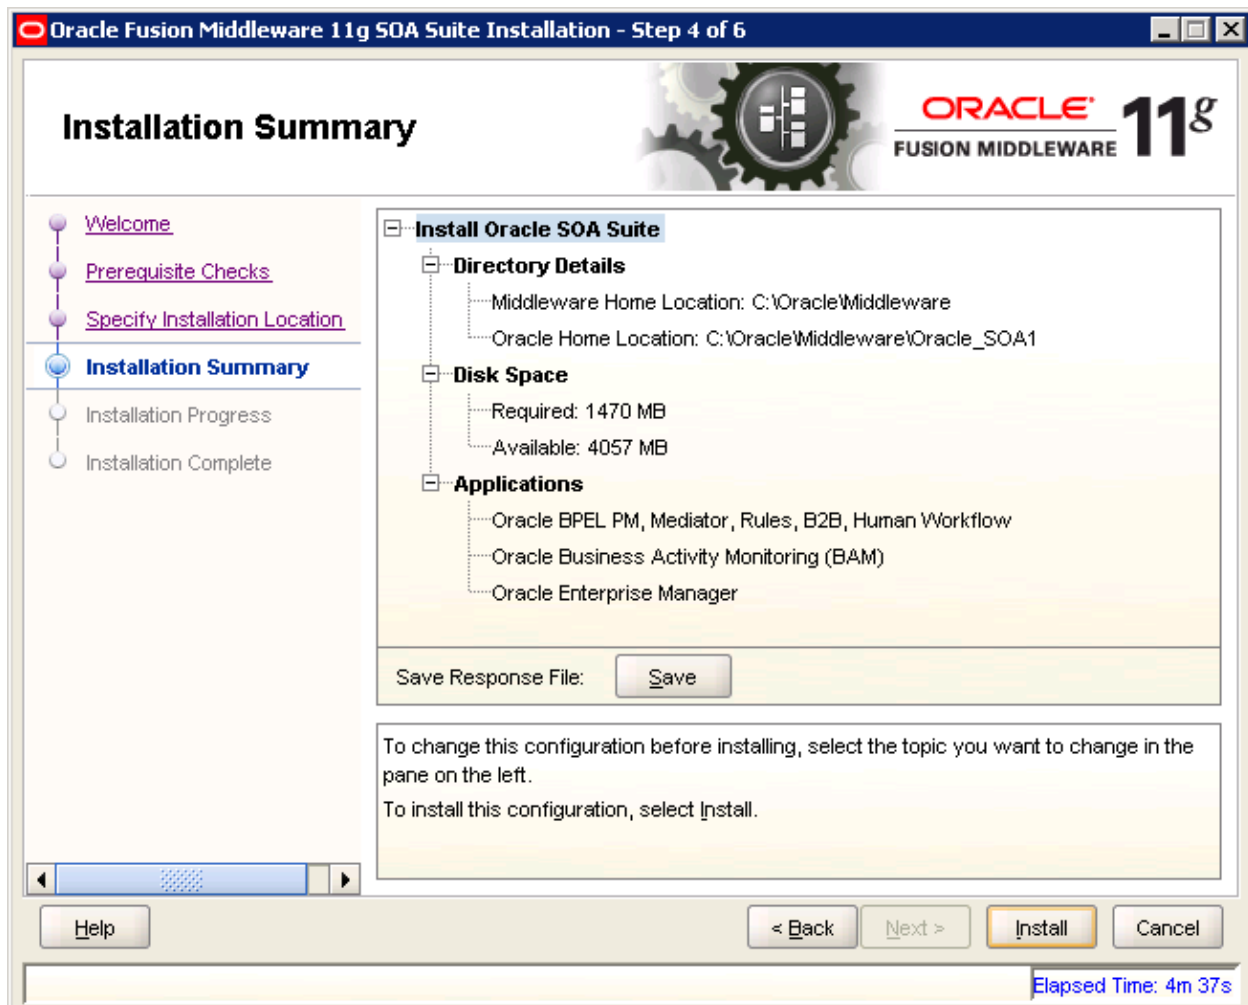 Oracle Fusion Middleware 11g SOA Suite Installation - Step 4 of 6
Installation Summary
ORACLE
FUSION MIDDLEWARE
11g
Welcome
Prerequisite Checks
Specify Installation Location
Installation Summary
Installation Progress
Installation Complete
Install Oracle SOA Suite
Directory Details
Middleware Home Location: C:\Oracle\Middleware
Oracle Home Location: C:\Oracle\Middleware\Oracle_SOA1
Disk Space
Required: 1470 MB
Available: 4057 MB
Applications
Oracle BPEL PM, Mediator, Rules, B2B, Human Workflow
Oracle Business Activity Monitoring (BAM)
Oracle Enterprise Manager
Save Response File: Save
To change this configuration before installing, select the topic you want to change in the
pane on the left.
To install this configuration, select Install.
Help < Back Next > Install Cancel
Elapsed Time: 4m 37s